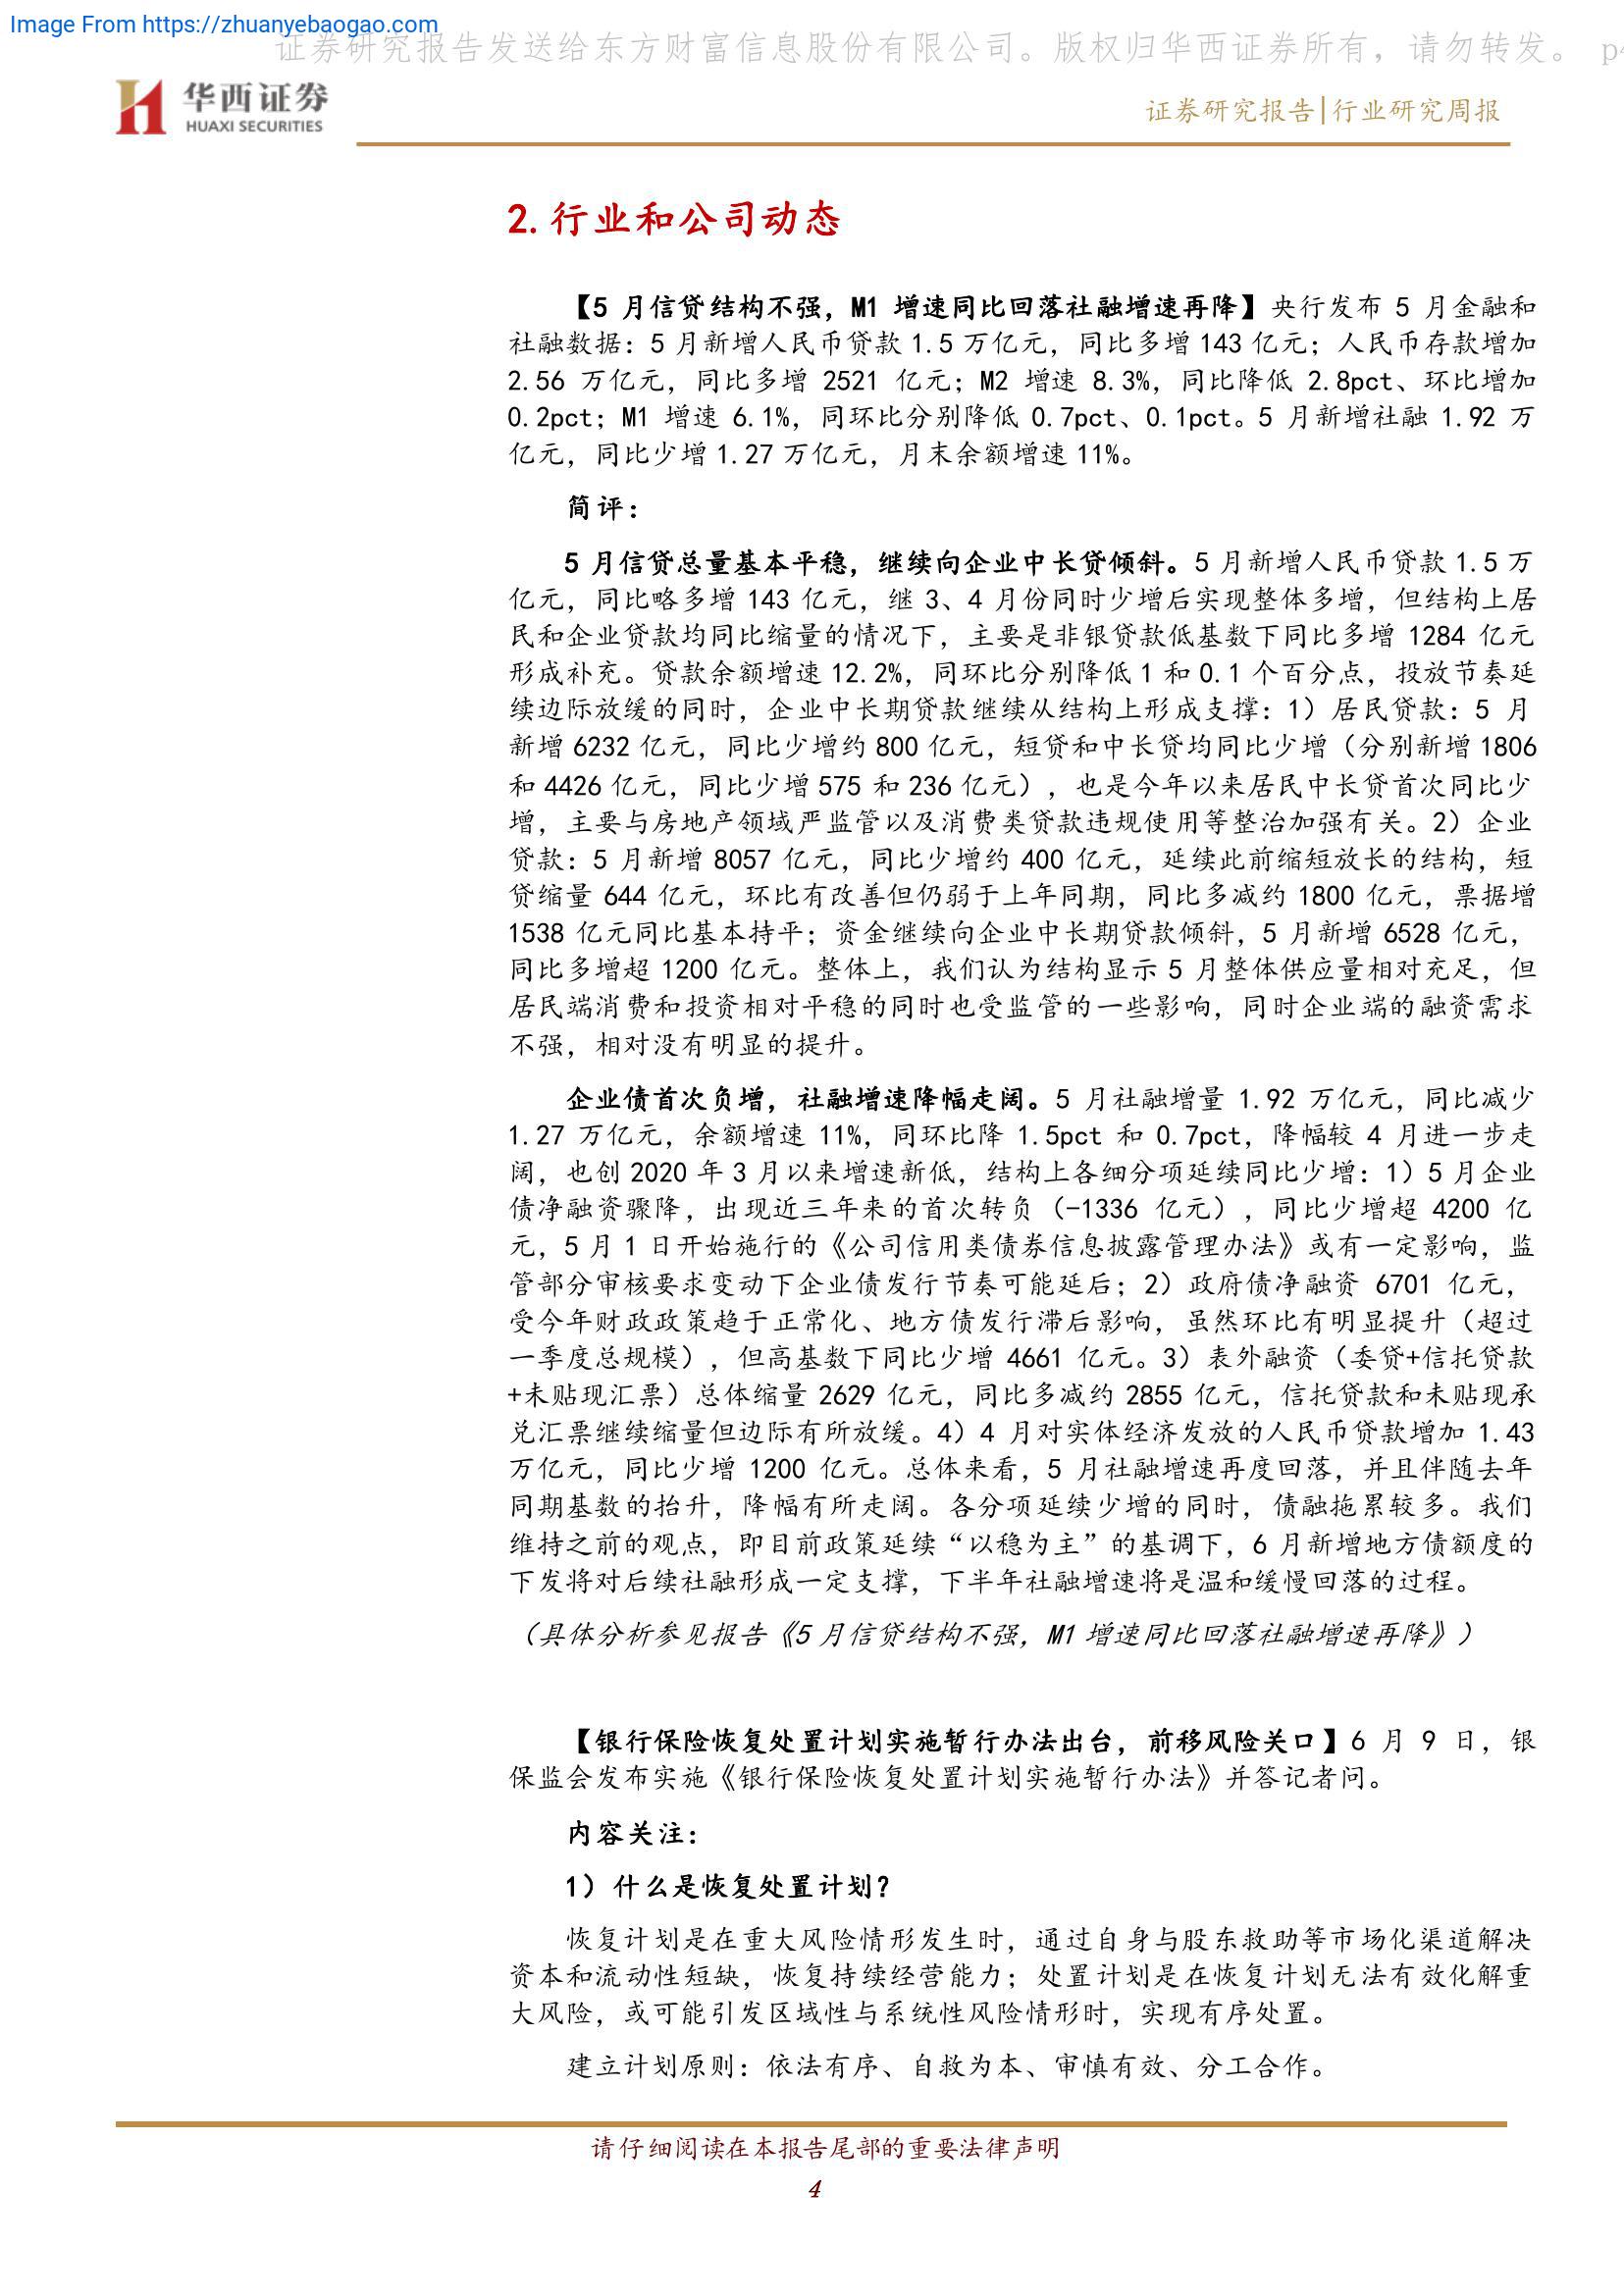 Image From https://zhuanyebaogao.com
证券研究报告发送给东方财富信息股份有限公司。版权归华西证券所有，请勿转发。 p4
华西证券
HUAXI SECURITIES
证券研究报告|行业研究周报
2. 行业和公司动态
【5 月信贷结构不强，M1 增速同比回落社融增速再降】央行发布 5 月金融和
社融数据：5 月新增人民币贷款 1.5 万亿元，同比多增 143 亿元；人民币存款增加
2.56 万亿元，同比多增 2521 亿元；M2 增速 8.3%，同比降低 2.8pct、环比增加
0.2pct；M1 增速 6.1%，同环比分别降低 0.7pct、0.1pct。5 月新增社融 1.92 万
亿元，同比少增 1.27 万亿元，月末余额增速 11%。
简评：
5 月信贷总量基本平稳，继续向企业中长贷倾斜。5 月新增人民币贷款 1.5 万
亿元，同比略多增 143 亿元，继 3、4 月份同时少增后实现整体多增，但结构上居
民和企业贷款均同比缩量的情况下，主要是非银贷款低基数下同比多增 1284 亿元
形成补充。贷款余额增速 12.2%，同环比分别降低 1 和 0.1 个百分点，投放节奏延
续边际放缓的同时，企业中长期贷款继续从结构上形成支撑：1）居民贷款：5 月
新增 6232 亿元，同比少增约 800 亿元，短贷和中长贷均同比少增（分别新增 1806
和 4426 亿元，同比少增 575 和 236 亿元），也是今年以来居民中长贷首次同比少
增，主要与房地产领域严监管以及消费类贷款违规使用等整治加强有关。2）企业
贷款：5 月新增 8057 亿元，同比少增约 400 亿元，延续此前缩短放长的结构，短
贷缩量 644 亿元，环比有改善但仍弱于上年同期，同比多减约 1800 亿元，票据增
1538 亿元同比基本持平；资金继续向企业中长期贷款倾斜，5 月新增 6528 亿元，
同比多增超 1200 亿元。整体上，我们认为结构显示 5 月整体供应量相对充足，但
居民端消费和投资相对平稳的同时也受监管的一些影响，同时企业端的融资需求
不强，相对没有明显的提升。
企业债首次负增，社融增速降幅走阔。5 月社融增量 1.92 万亿元，同比减少
1.27 万亿元，余额增速 11%，同环比降 1.5pct 和 0.7pct，降幅较 4 月进一步走
阔，也创 2020 年 3 月以来增速新低，结构上各细分项延续同比少增：1）5 月企业
债净融资骤降，出现近三年来的首次转负（-1336 亿元），同比少增超 4200 亿
元，5 月 1 日开始施行的《公司信用类债券信息披露管理办法》或有一定影响，监
管部分审核要求变动下企业债发行节奏可能延后；2）政府债净融资 6701 亿元，
受今年财政政策趋于正常化、地方债发行滞后影响，虽然环比有明显提升（超过
一季度总规模），但高基数下同比少增 4661 亿元。3）表外融资（委贷+信托贷款
+未贴现汇票）总体缩量 2629 亿元，同比多减约 2855 亿元，信托贷款和未贴现承
兑汇票继续缩量但边际有所放缓。4）4 月对实体经济发放的人民币贷款增加 1.43
万亿元，同比少增 1200 亿元。总体来看，5 月社融增速再度回落，并且伴随去年
同期基数的抬升，降幅有所走阔。各分项延续少增的同时，债融拖累较多。我们
维持之前的观点，即目前政策延续“以稳为主”的基调下，6 月新增地方债额度的
下发将对后续社融形成一定支撑，下半年社融增速将是温和缓慢回落的过程。
（具体分析参见报告《5 月信贷结构不强，M1 增速同比回落社融增速再降》）
【银行保险恢复处置计划实施暂行办法出台，前移风险关口】6 月 9 日，银
保监会发布实施《银行保险恢复处置计划实施暂行办法》并答记者问。
内容关注：
1）什么是恢复处置计划？
恢复计划是在重大风险情形发生时，通过自身与股东救助等市场化渠道解决
资本和流动性短缺，恢复持续经营能力；处置计划是在恢复计划无法有效化解重
大风险，或可能引发区域性与系统性风险情形时，实现有序处置。
建立计划原则：依法有序、自救为本、审慎有效、分工合作。
请仔细阅读在本报告尾部的重要法律声明
4